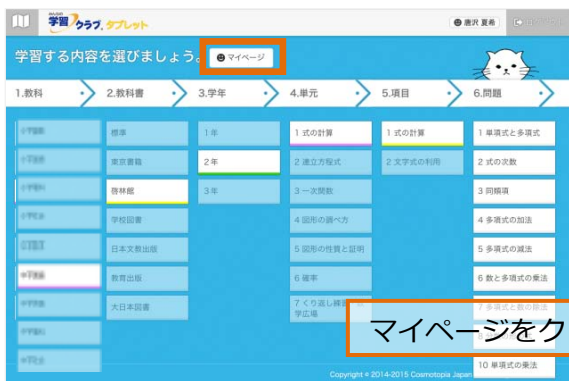 学習クラブ, タブレット
唐沢 夏希
学習する内容を選びましょう。
マイページ
1.教科 2.教科書 3.学年 4.単元 5.項目 6.問題
標準 1年 1 式の計算 1 式の計算 1 単項式と多項式
東京書籍 2年 2 連立方程式 2 文字式の利用 2 式の次数
啓林館 3年 3 一次関数 3 同類項
学校図書 4 図形の調べ方 4 多項式の加法
日本文教出版 5 図形の性質と証明 5 多項式の減法
教育出版 6 確率 6 数と多項式の乗法
大日本図書 7 くり返し練習 7 多項式と数の除法
学広場
マイページをク
10 単項式の乗法
Copyright © 2014-2015 Cosmotopia Japan